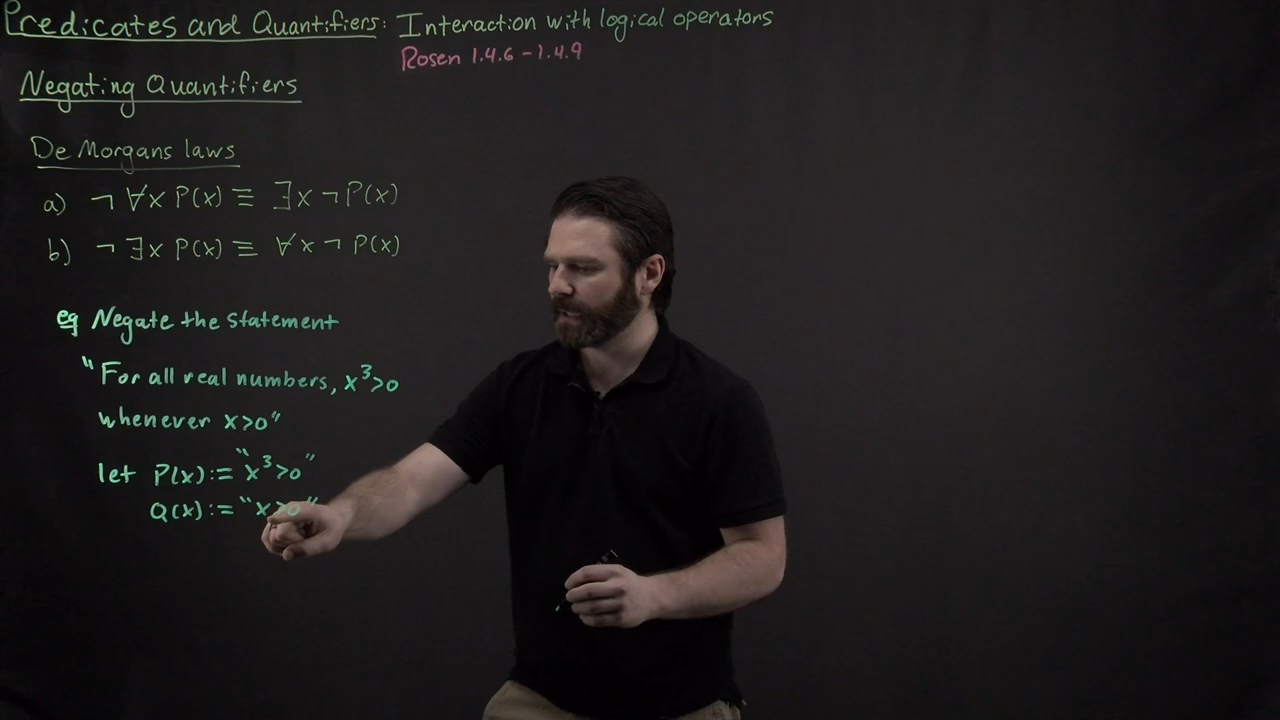 Predicates and Quantifiers: Interaction with logical operators
Rosen 1.4.6 - 1.4.9
Negating Quantifiers
De Morgans laws
a) ¬ ∀x P(x) ≡ ∃x ¬ P(x)
b) ¬ ∃x P(x) ≡ ∀x ¬ P(x)
eg Negate the statement
"For all real numbers, x³>0
whenever x>0"
let P(x) := "x³>0"
Q(x) := "x>0"